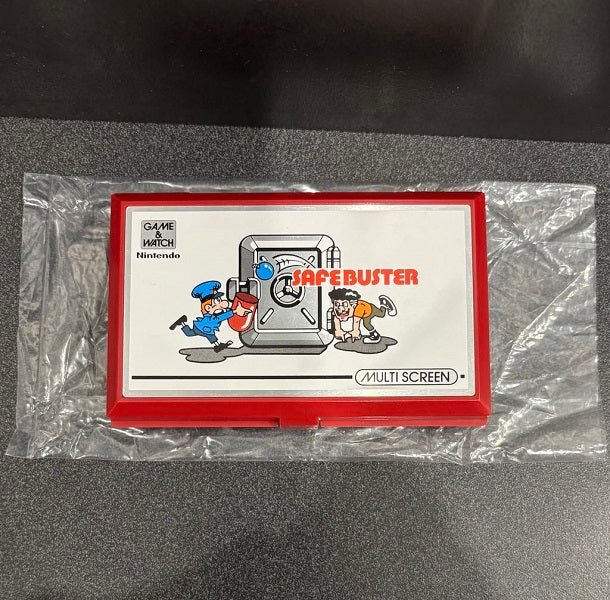 GAME
&
WATCH
Nintendo
SAFEBUSTER
MULTI SCREEN